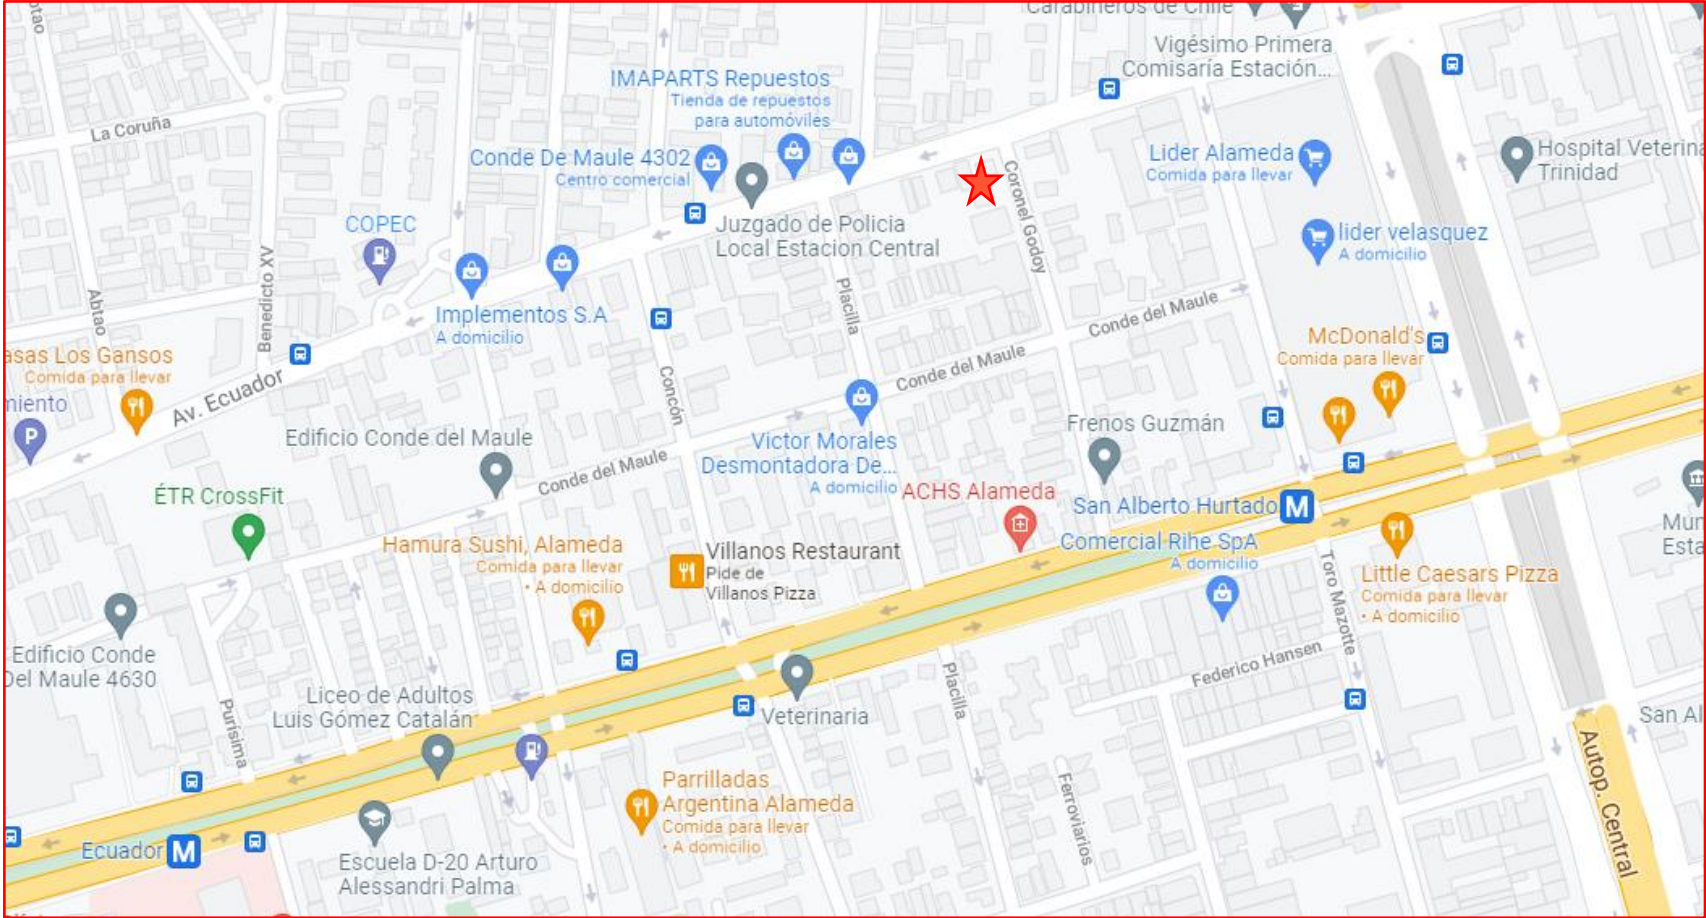 Carabineros de Chile
Vigésimo Primera
Comisaría Estación...
IMAPARTS Repuestos
Tienda de repuestos
para automóviles
La Coruña
Conde De Maule 4302
Centro comercial
Lider Alameda
Comida para llevar
Hospital Veterina
Trinidad
Coronel Godoy
Juzgado de Policia
Local Estacion Central
COPEC
lider velasquez
A domicilio
Benedicto XV
Abtao
Placilla
Implementos S.A
A domicilio
Conde del Maule
McDonald's
Comida para llevar
asas Los Gansos
Comida para llevar
Av. Ecuador
Concón
Conde del Maule
miento
P
Edificio Conde del Maule
Victor Morales
Desmontadora De...
A domicilio
Frenos Guzmán
Conde del Maule
ÉTR CrossFit
ACHS Alameda
San Alberto Hurtado
M
Mun
Esta
Hamura Sushi, Alameda
Comida para llevar
• A domicilio
Villanos Restaurant
Pide de
Villanos Pizza
Comercial Rihe SpA
A domicilio
Toro Mazotte
Little Caesars Pizza
Comida para llevar
• A domicilio
Edificio Conde
Del Maule 4630
Federico Hansen
Placilla
Liceo de Adultos
Luis Gómez Catalán
Purísima
Veterinaria
San Al
Autop. Central
Parrilladas
Argentina Alameda
Comida para llevar
• A domicilio
Ferroviarios
Ecuador
M
Escuela D-20 Arturo
Alessandri Palma